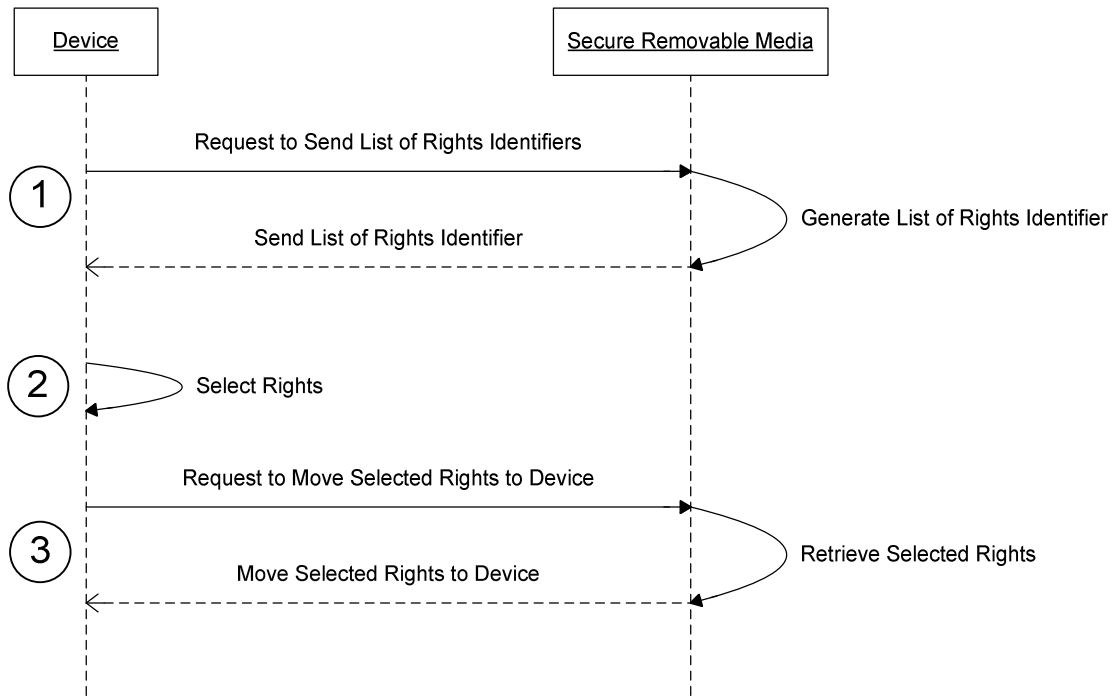 Device
Secure Removable Media
Request to Send List of Rights Identifiers
1
Generate List of Rights Identifier
Send List of Rights Identifier
2
Select Rights
Request to Move Selected Rights to Device
3
Retrieve Selected Rights
Move Selected Rights to Device